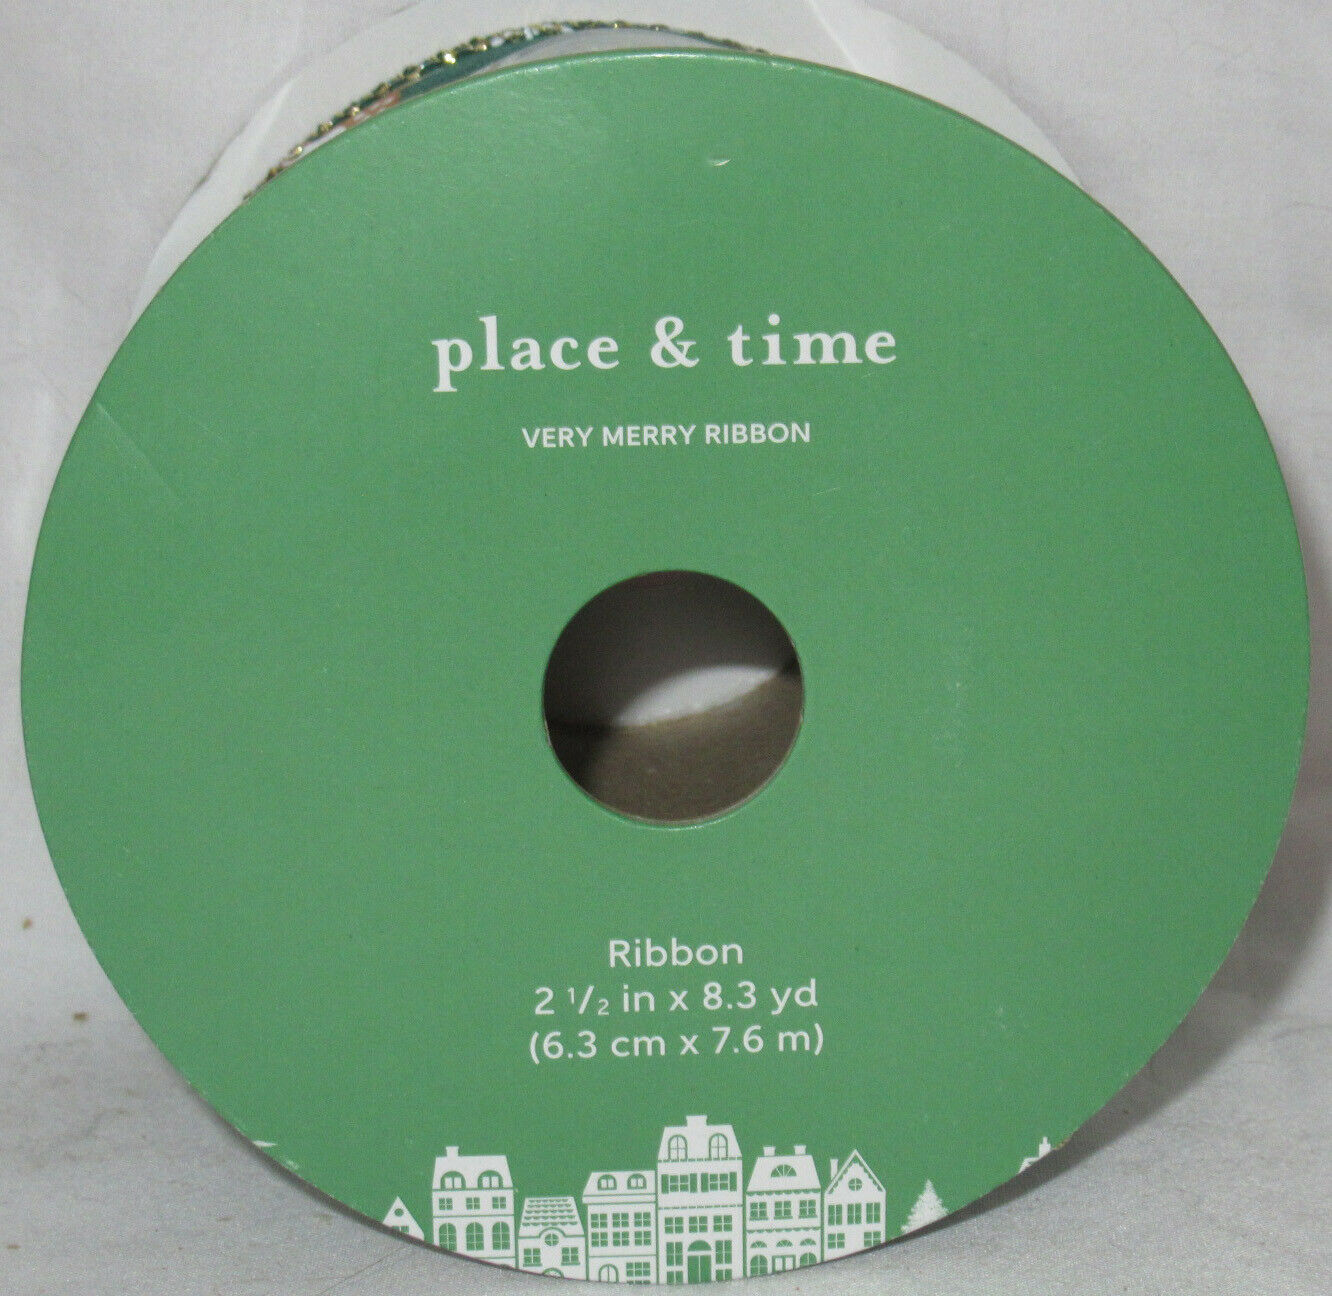 place & time
VERY MERRY RIBBON
Ribbon
2 1/2 in x 8.3 yd
(6.3 cm x 7.6 m)